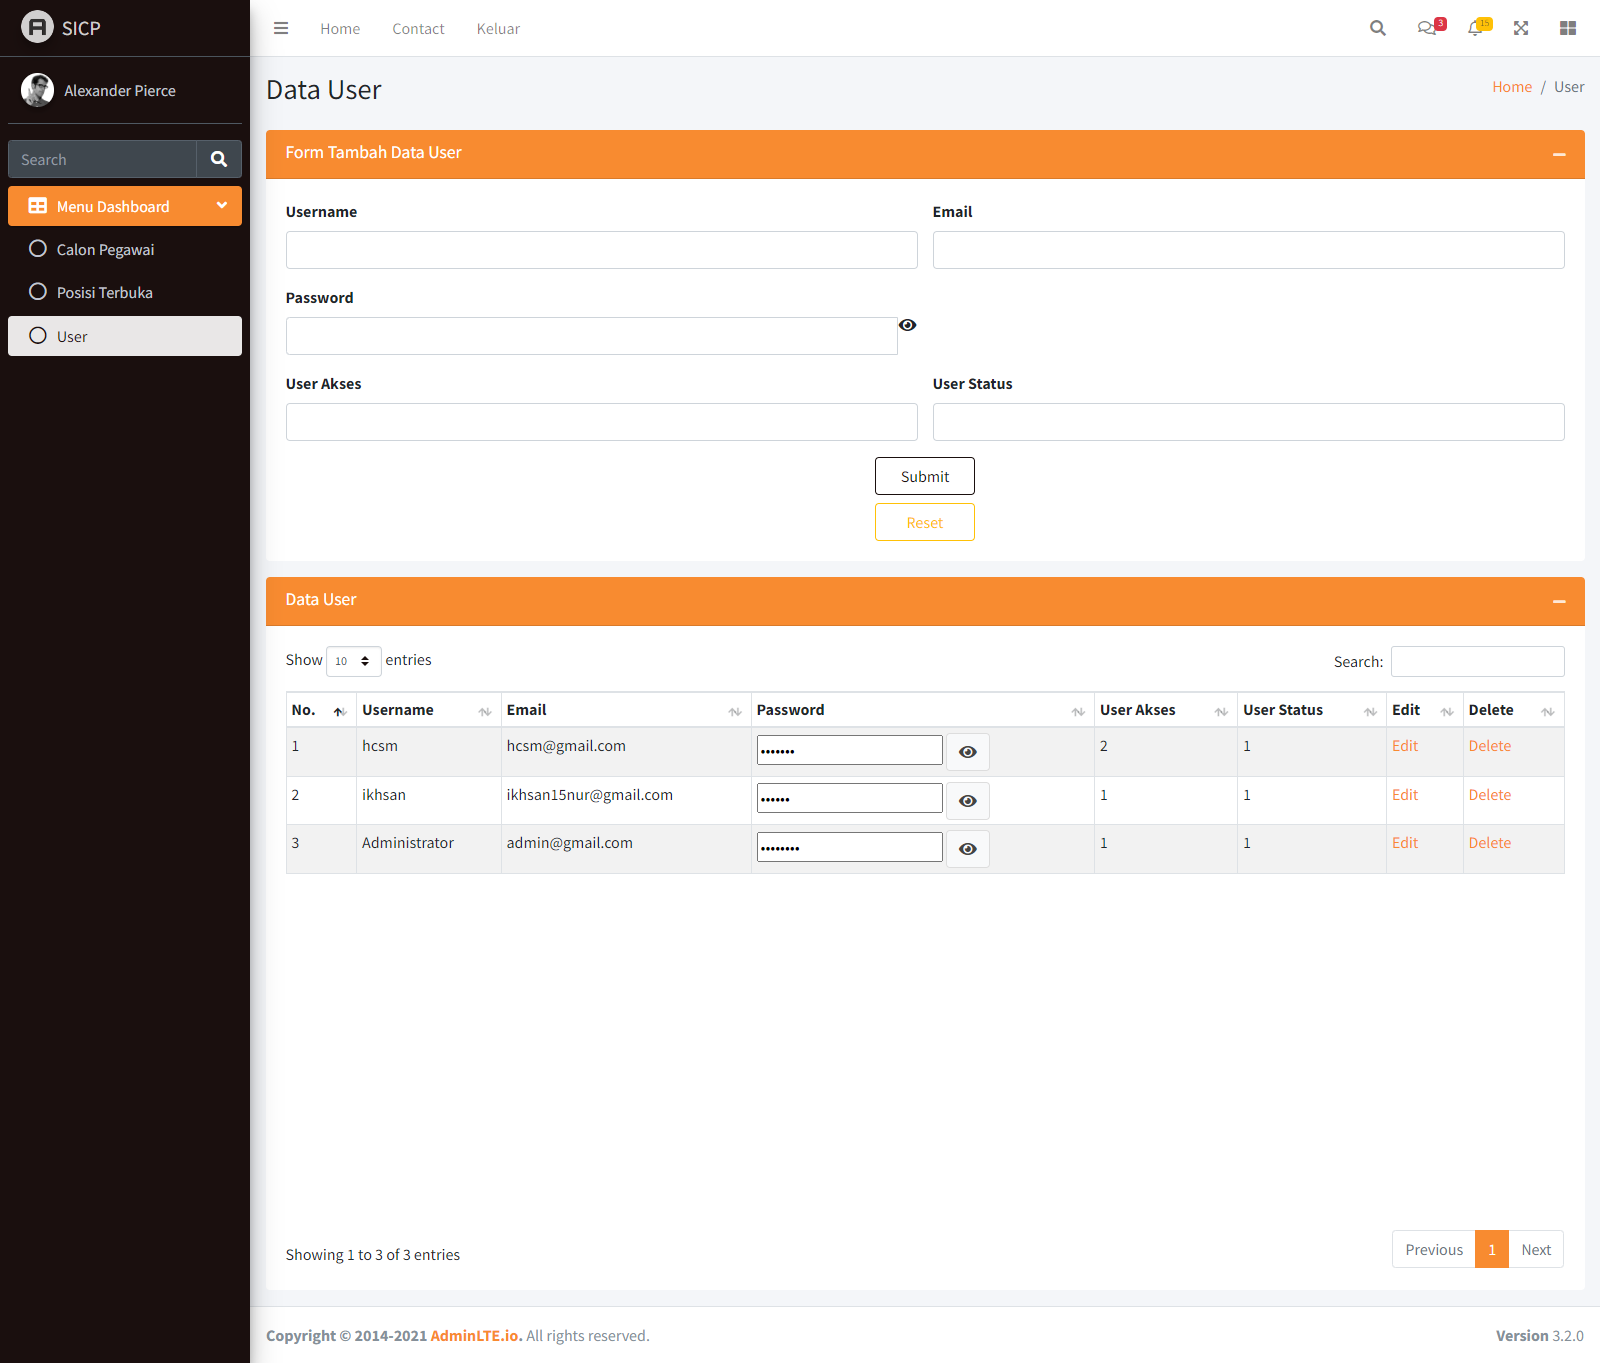 SICP
Home Contact Keluar
3 15
Alexander Pierce
Search
Menu Dashboard
Calon Pegawai
Posisi Terbuka
User
Data User
Home / User
Form Tambah Data User
Username Email
Password
User Akses User Status
Submit
Reset
Data User
Show 10 entries Search:
No. Username Email Password User Akses User Status Edit Delete
1 hcsm hcsm@gmail.com ••••••• 2 1 Edit Delete
2 ikhsan ikhsan15nur@gmail.com •••••• 1 1 Edit Delete
3 Administrator admin@gmail.com •••••••• 1 1 Edit Delete
Showing 1 to 3 of 3 entries
Previous 1 Next
Copyright © 2014-2021 AdminLTE.io. All rights reserved.
Version 3.2.0